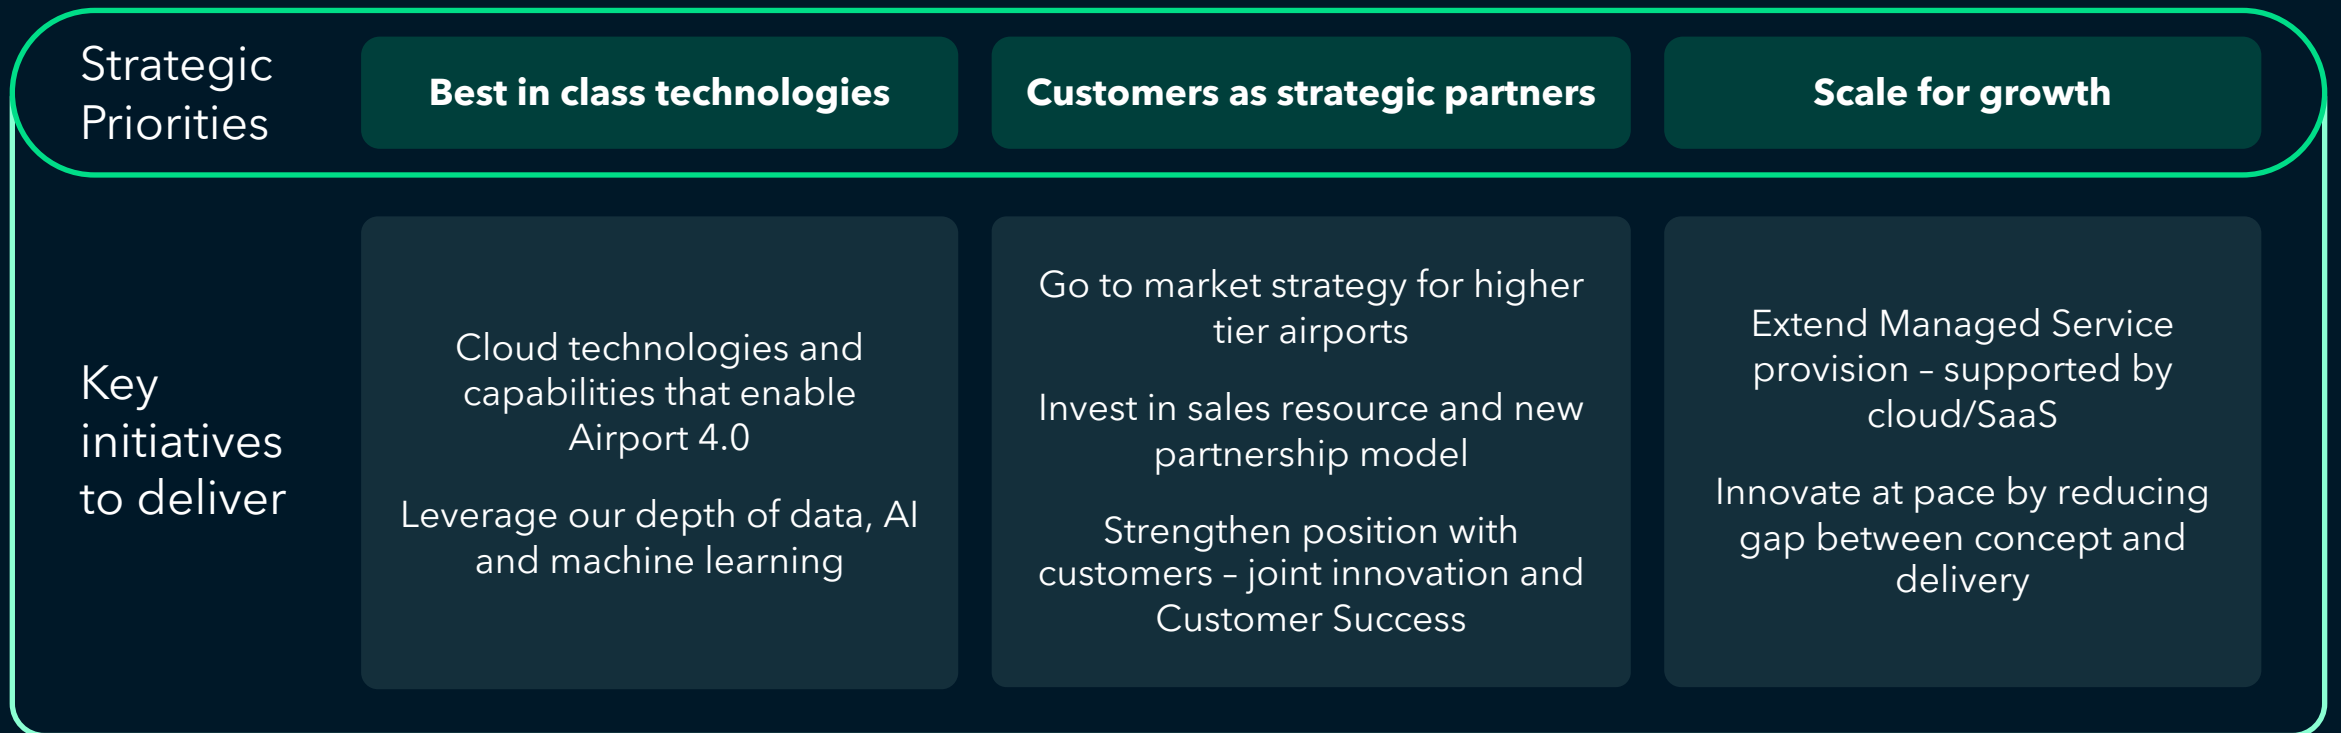 Strategic
Priorities
Best in class technologies
Customers as strategic partners
Scale for growth
Key
initiatives
to deliver
Cloud technologies and
capabilities that enable
Airport 4.0
Leverage our depth of data, AI
and machine learning
Go to market strategy for higher
tier airports
Invest in sales resource and new
partnership model
Strengthen position with
customers – joint innovation and
Customer Success
Extend Managed Service
provision – supported by
cloud/SaaS
Innovate at pace by reducing
gap between concept and
delivery